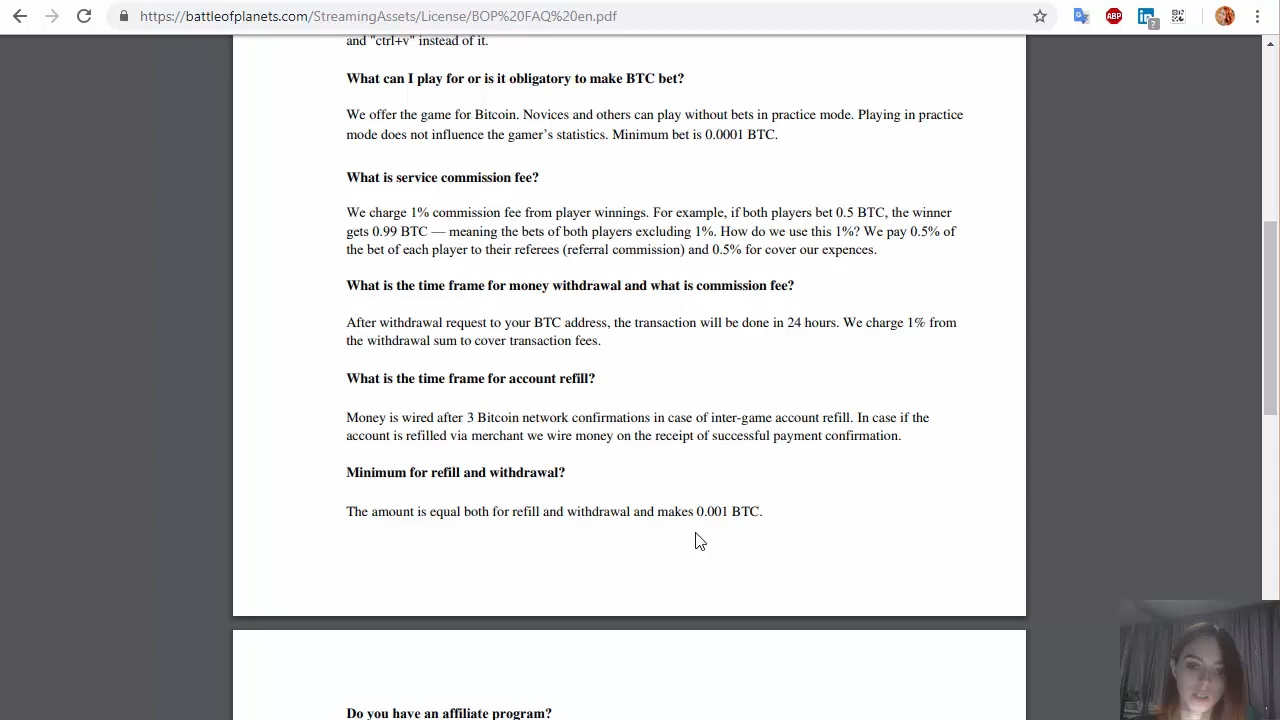 https://battleofplanets.com/StreamingAssets/License/BOP%20FAQ%20en.pdf
ABP
in
?
and "ctrl+v" instead of it.
What can I play for or is it obligatory to make BTC bet?
We offer the game for Bitcoin. Novices and others can play without bets in practice mode. Playing in practice
mode does not influence the gamer’s statistics. Minimum bet is 0.0001 BTC.
What is service commission fee?
We charge 1% commission fee from player winnings. For example, if both players bet 0.5 BTC, the winner
gets 0.99 BTC — meaning the bets of both players excluding 1%. How do we use this 1%? We pay 0.5% of
the bet of each player to their referees (referral commission) and 0.5% for cover our expences.
What is the time frame for money withdrawal and what is commission fee?
After withdrawal request to your BTC address, the transaction will be done in 24 hours. We charge 1% from
the withdrawal sum to cover transaction fees.
What is the time frame for account refill?
Money is wired after 3 Bitcoin network confirmations in case of inter-game account refill. In case if the
account is refilled via merchant we wire money on the receipt of successful payment confirmation.
Minimum for refill and withdrawal?
The amount is equal both for refill and withdrawal and makes 0.001 BTC.
Do you have an affiliate program?